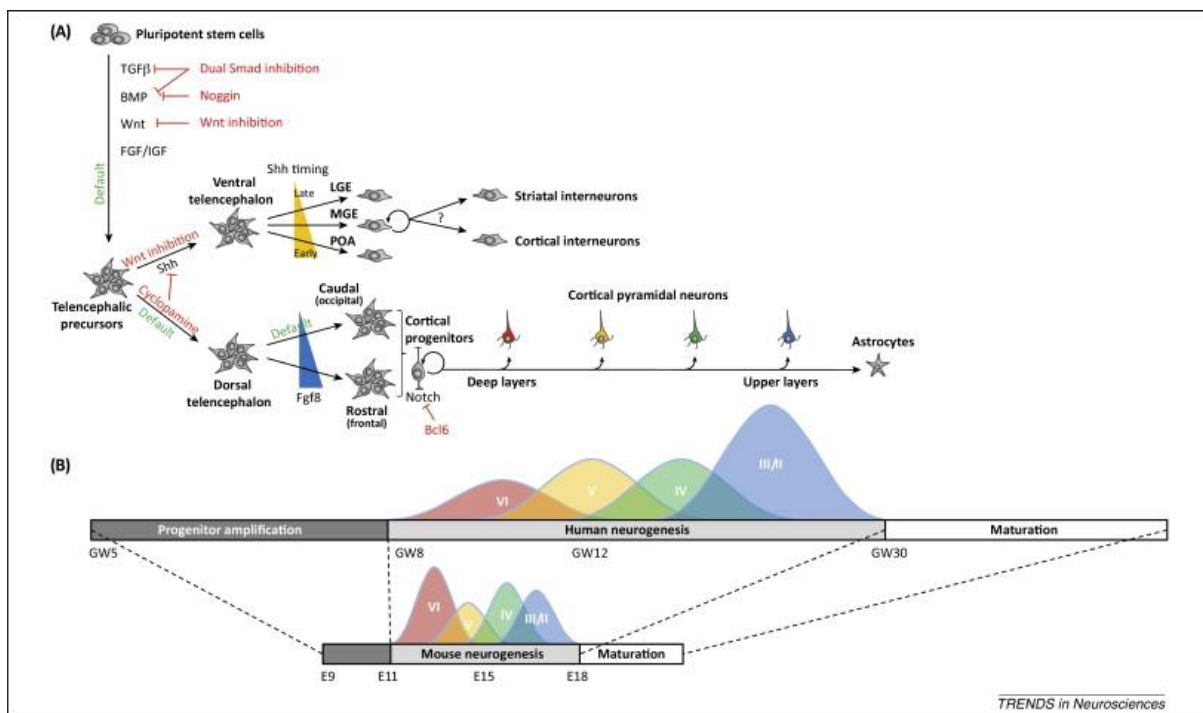 (A)
Pluripotent stem cells
TGFβ
Dual Smad inhibition
BMP
Noggin
Wnt
Wnt inhibition
FGF/IGF
Default
Shh timing
Ventral
telencephalon
Late
Early
LGE
MGE
POA
?
Striatal interneurons
Cortical interneurons
Wnt inhibition
Shh
Cyclopamine
Default
Telencephalic
precursors
Dorsal
telencephalon
Default
Fgf8
Caudal
(occipital)
Rostral
(frontal)
Cortical
progenitors
Notch
Bcl6
Cortical pyramidal neurons
Deep layers
Upper layers
Astrocytes
(B)
VI
V
IV
III/II
Progenitor amplification
Human neurogenesis
Maturation
GW5
GW8
GW12
GW30
VI
V
IV
III/II
Mouse neurogenesis
Maturation
E9
E11
E15
E18
TRENDS in Neurosciences